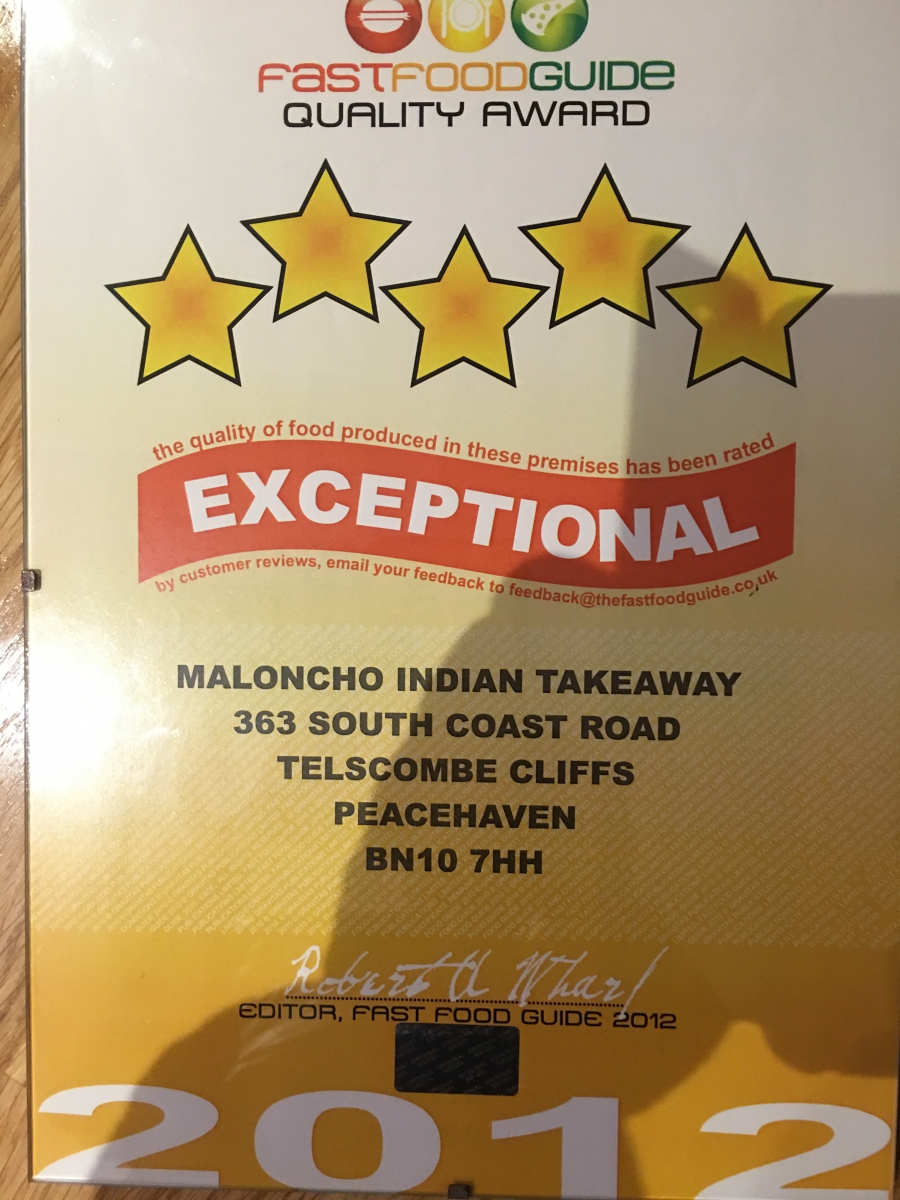 FASTFOODGUIDE
QUALITY AWARD
the quality of food produced in these premises has been rated
EXCEPTIONAL
by customer reviews, email your feedback to feedback@thefastfoodguide.co.uk
MALONCHO INDIAN TAKEAWAY
363 SOUTH COAST ROAD
TELSCOMBE CLIFFS
PEACEHAVEN
BN10 7HH
Robert A Wharf
EDITOR, FAST FOOD GUIDE 2012
2012